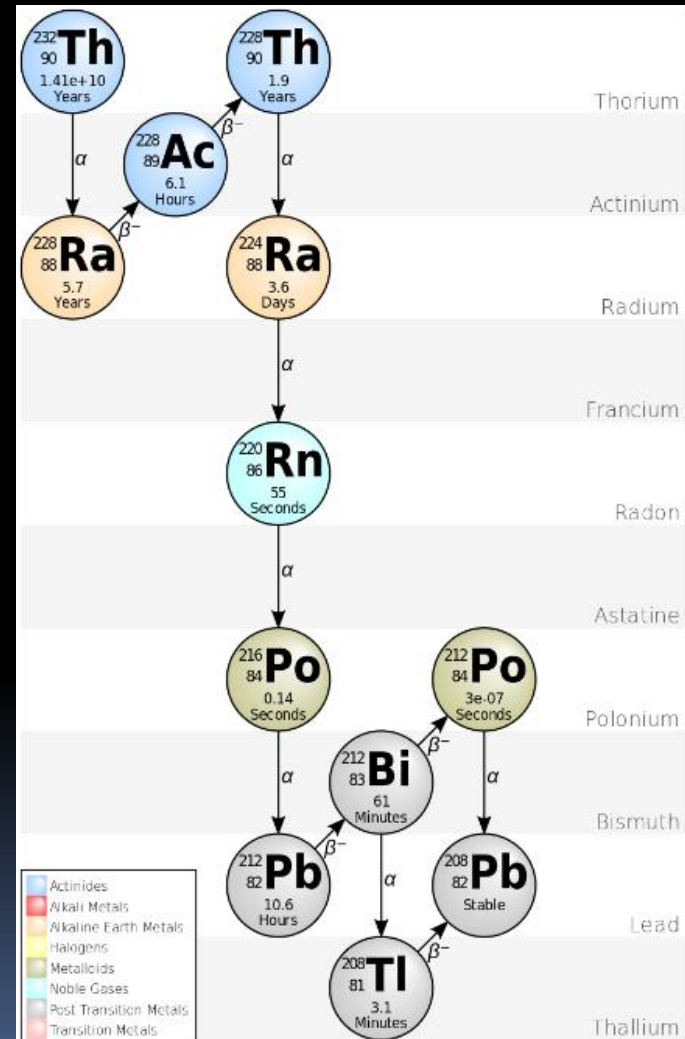 232
90
Th
1.41e+10
Years
228
90
Th
1.9
Years
Thorium
α
β⁻
α
228
89
Ac
6.1
Hours
Actinium
β⁻
228
88
Ra
5.7
Years
224
88
Ra
3.6
Days
Radium
α
Francium
220
86
Rn
55
Seconds
Radon
α
Astatine
216
84
Po
0.14
Seconds
212
84
Po
3e-07
Seconds
Polonium
α
β⁻
α
212
83
Bi
61
Minutes
Bismuth
β⁻
212
82
Pb
10.6
Hours
α
208
82
Pb
Stable
Lead
β⁻
208
81
Tl
3.1
Minutes
Thallium
Actinides
Alkali Metals
Alkaline Earth Metals
Halogens
Metalloids
Noble Gases
Post Transition Metals
Transition Metals